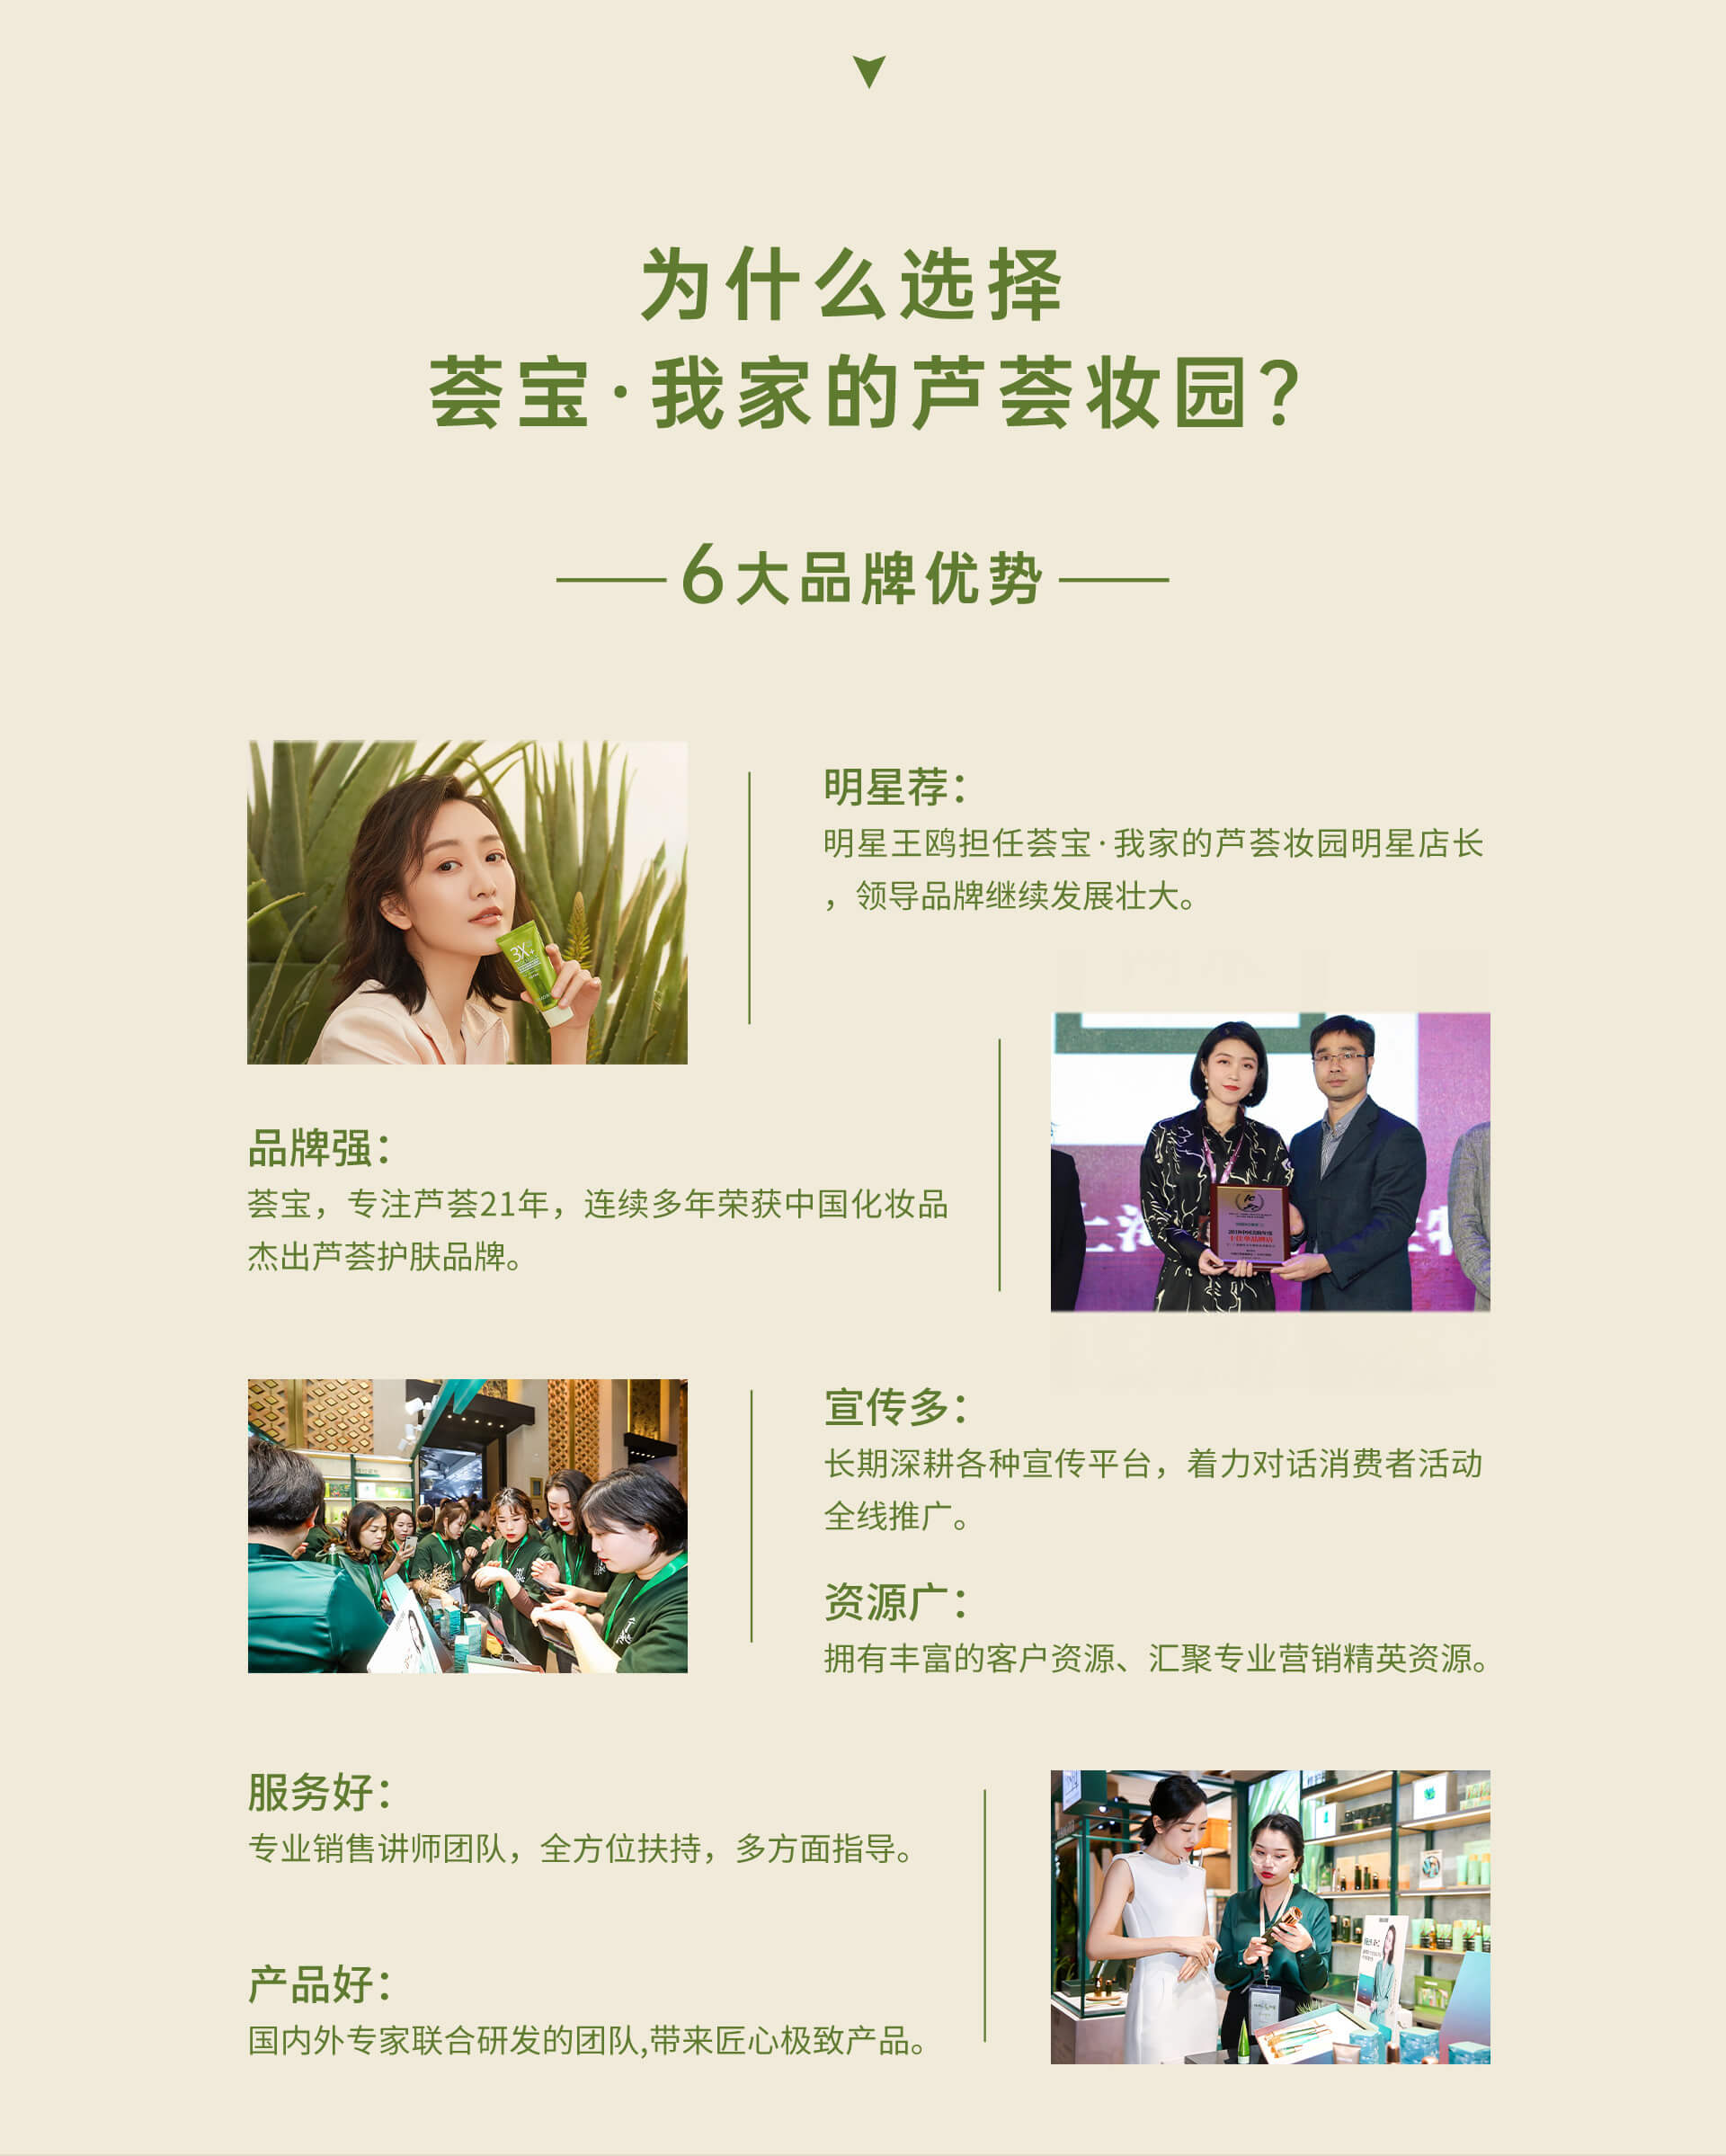 为什么选择
荟宝·我家的芦荟妆园？
6大品牌优势
明星荐：
明星王鸥担任荟宝·我家的芦荟妆园明星店长
，领导品牌继续发展壮大。
3X
品牌强：
荟宝，专注芦荟21年，连续多年荣获中国化妆品
杰出芦荟护肤品牌。
宣传多：
长期深耕各种宣传平台，着力对话消费者活动
全线推广。
资源广：
拥有丰富的客户资源、汇聚专业营销精英资源。
服务好：
专业销售讲师团队，全方位扶持，多方面指导。
产品好：
国内外专家联合研发的团队,带来匠心极致产品。